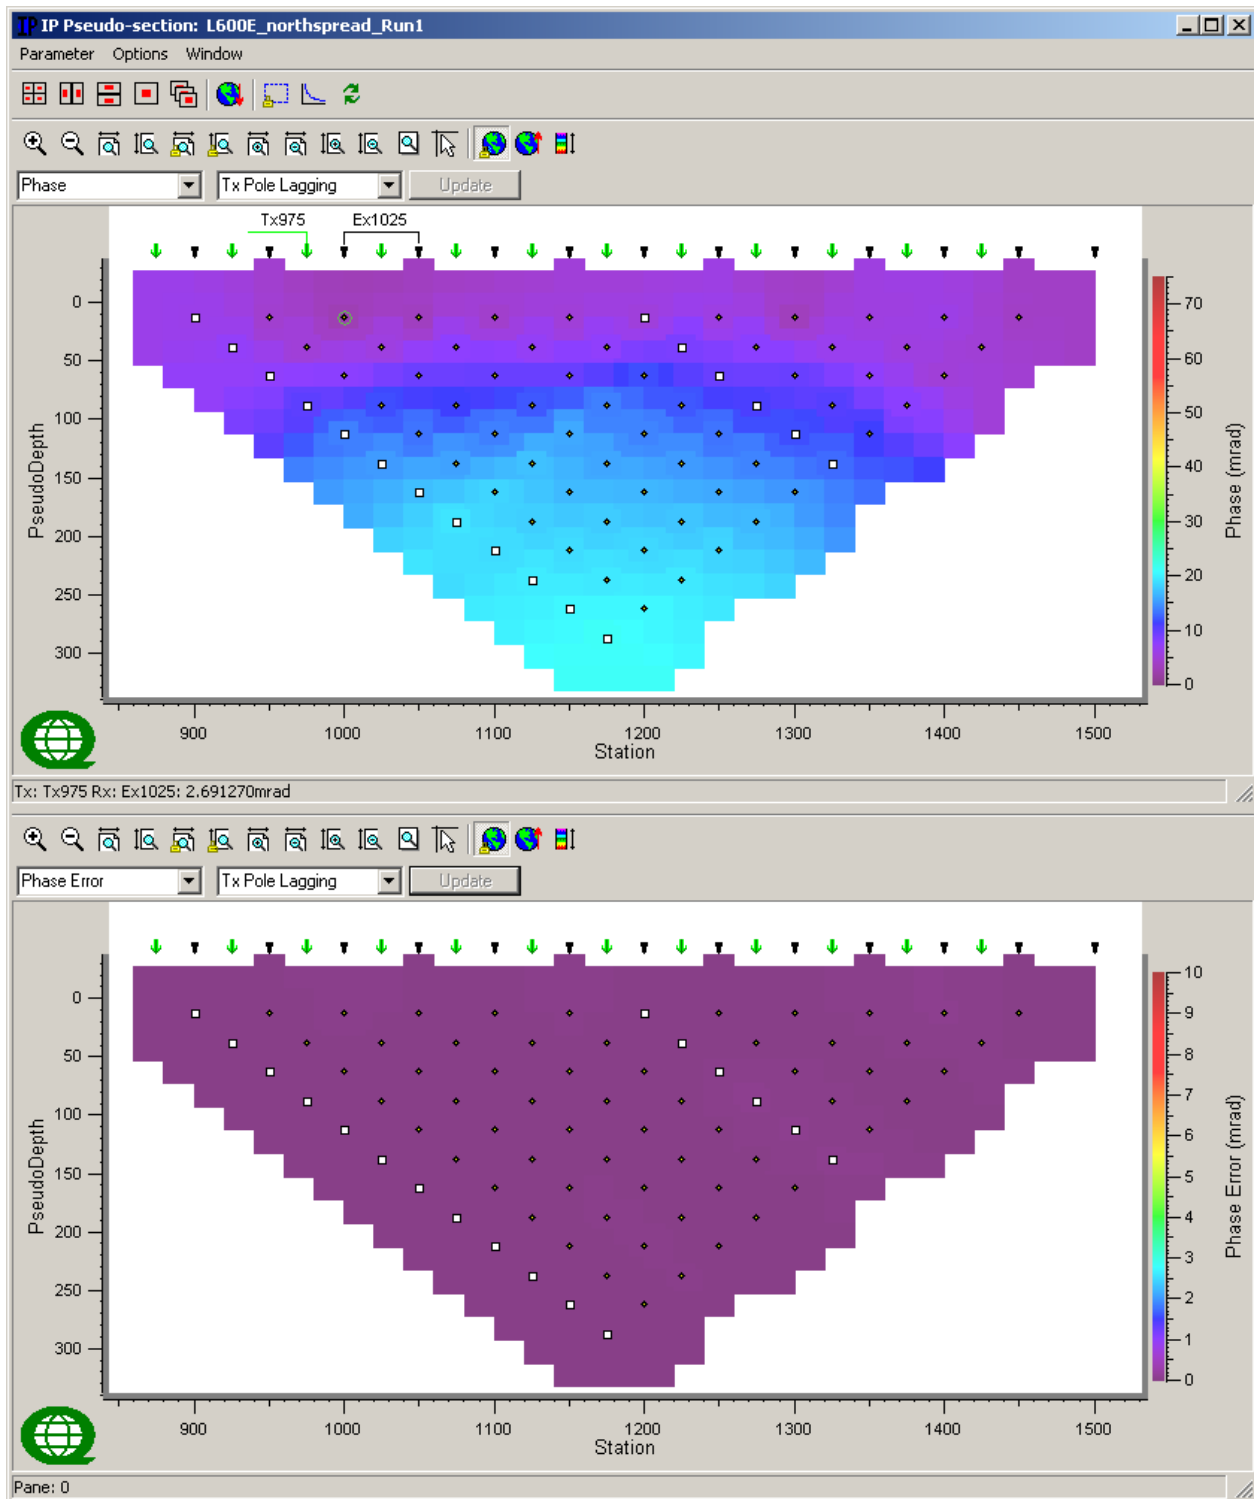 IP IP Pseudo-section: L600E_northspread_Run1
Parameter Options Window
Phase Tx Pole Lagging Update
Tx975 Ex1025
0
50
100
150
200
250
300
PseudoDepth
900 1000 1100 1200 1300 1400 1500
Station
70
60
50
40
30
20
10
0
Phase (mrad)
Tx: Tx975 Rx: Ex1025: 2.691270mrad
Phase Error Tx Pole Lagging Update
0
50
100
150
200
250
300
PseudoDepth
900 1000 1100 1200 1300 1400 1500
Station
10
9
8
7
6
5
4
3
2
1
0
Phase Error (mrad)
Pane: 0